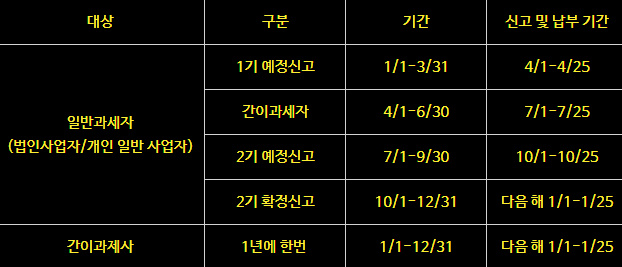 대상 구분 기간 신고 및 납부 기간
1기 예정신고 1/1-3/31 4/1-4/25
간이과세자 4/1-6/30 7/1-7/25
일반과세자
(법인사업자/개인 일반 사업자)
2기 예정신고 7/1-9/30 10/1-10/25
2기 확정신고 10/1-12/31 다음 해 1/1-1/25
간이과제사 1년에 한번 1/1-12/31 다음 해 1/1-1/25